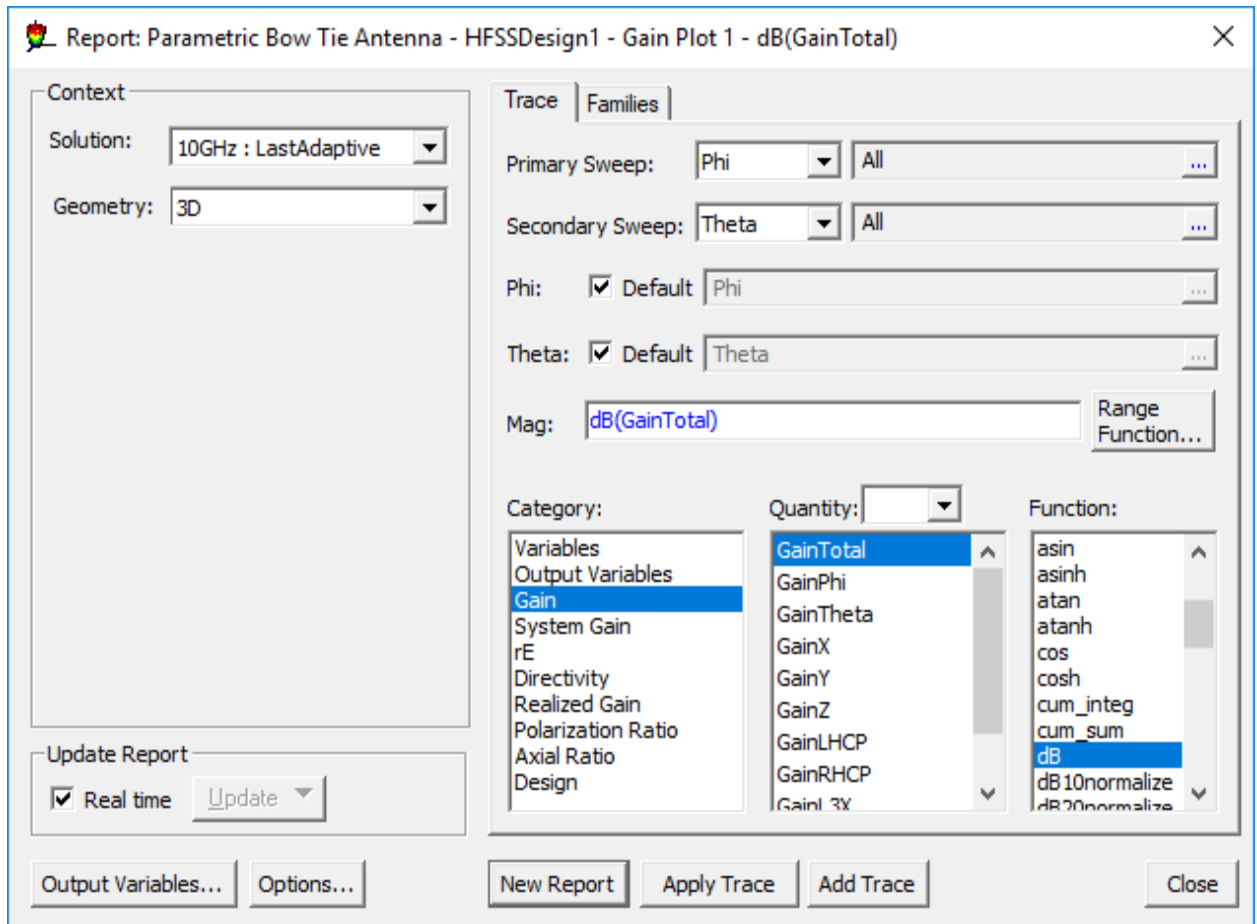 Report: Parametric Bow Tie Antenna - HFSSDesign1 - Gain Plot 1 - dB(GainTotal)
Context
Solution: 10GHz : LastAdaptive
Geometry: 3D
Update Report
Real time Update
Output Variables... Options...
Trace Families
Primary Sweep: Phi All ...
Secondary Sweep: Theta All ...
Phi: Default Phi ...
Theta: Default Theta ...
Mag: dB(GainTotal) Range Function...
Category:
Variables
Output Variables
Gain
System Gain
rE
Directivity
Realized Gain
Polarization Ratio
Axial Ratio
Design
Quantity:
GainTotal
GainPhi
GainTheta
GainX
GainY
GainZ
GainLHCP
GainRHCP
GainL3X
Function:
asin
asinh
atan
atanh
cos
cosh
cum_integ
cum_sum
dB
dB10normalize
dB20normalize
New Report Apply Trace Add Trace Close